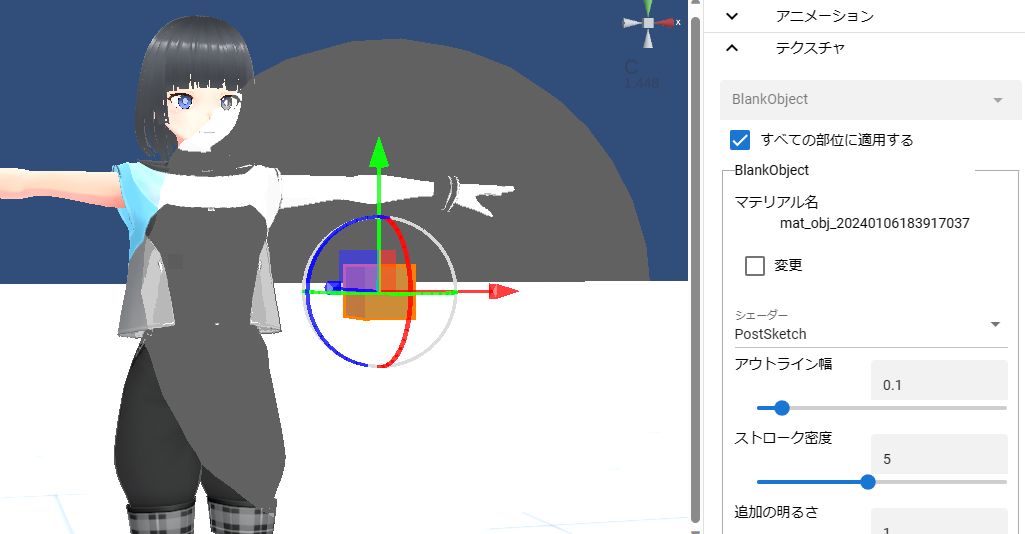 x
C
1:448
アニメーション
テクスチャ
BlankObject
すべての部位に適用する
BlankObject
マテリアル名
mat_obj_20240106183917037
変更
シェーダー
PostSketch
アウトライン幅
0.1
ストローク密度
5
追加の明るさ
1